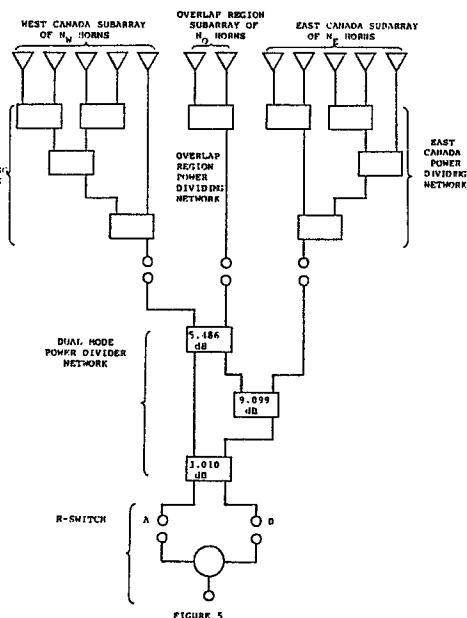 WEST CANADA SUBARRAY
OF N_W HORNS
OVERLAP REGION
SUBARRAY OF
N_O HORNS
EAST CANADA SUBARRAY
OF N_E HORNS
OVERLAP
REGION
POWER
DIVIDING
NETWORK
EAST
CANADA
POWER
DIVIDING
NETWORK
DUAL MODE
POWER DIVIDER
NETWORK
5.486
dB
9.099
dB
3.010
dB
R-SWITCH
A
B
FIGURE 5